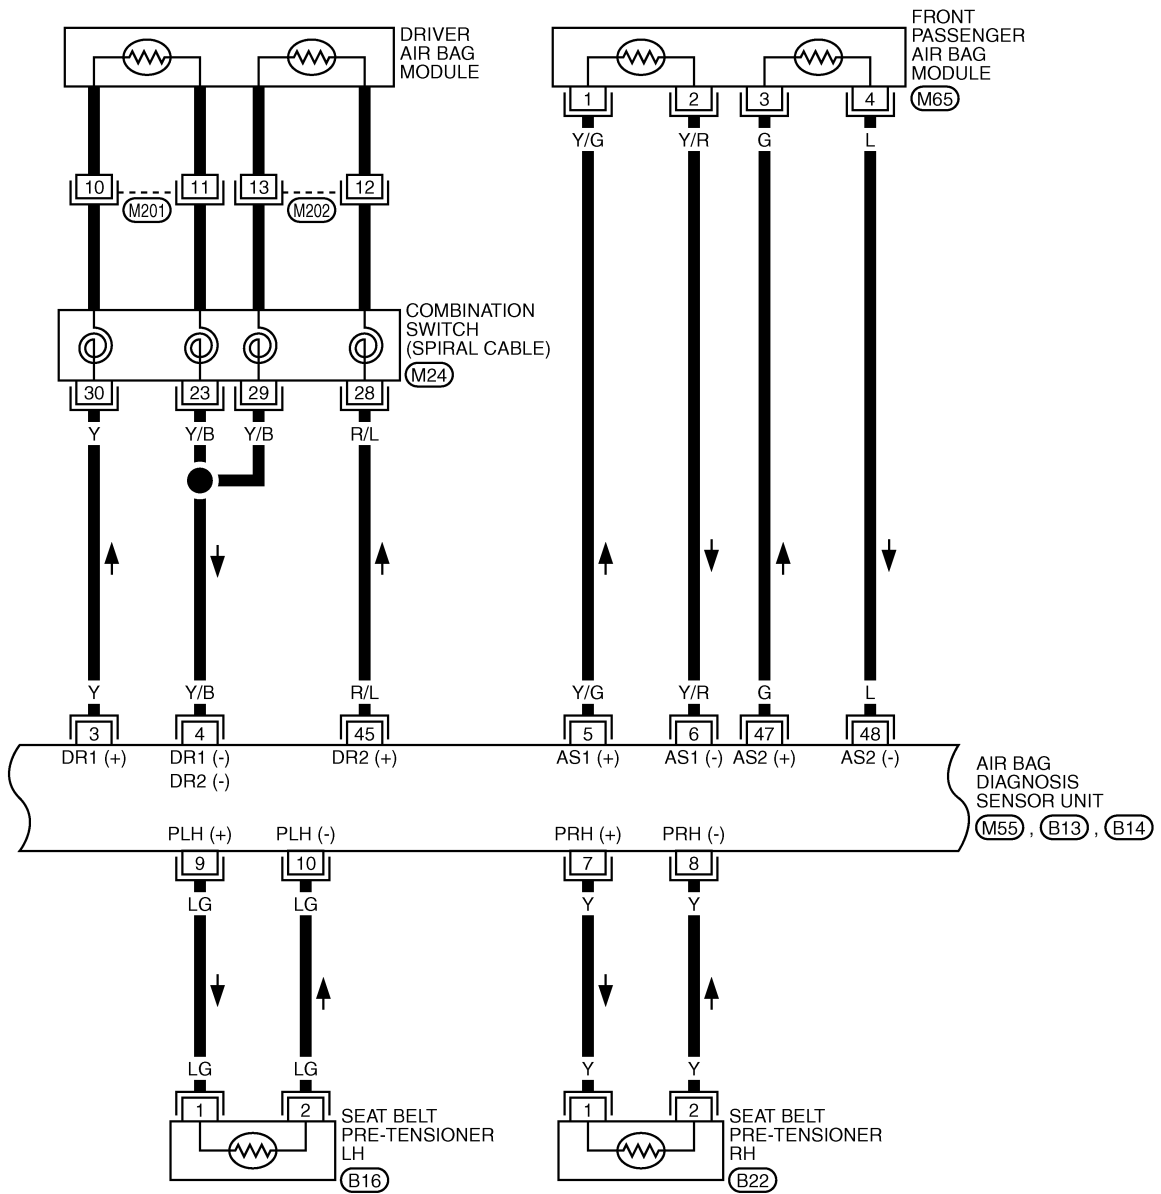 DRIVER
AIR BAG
MODULE
FRONT
PASSENGER
AIR BAG
MODULE
M65
1 2 3 4
Y/G Y/R G L
10 11 13 12
M201 M202
COMBINATION
SWITCH
(SPIRAL CABLE)
M24
30 23 29 28
Y Y/B Y/B R/L
Y Y/B R/L Y/G Y/R G L
3 4 45 5 6 47 48
DR1 (+) DR1 (-) DR2 (+) AS1 (+) AS1 (-) AS2 (+) AS2 (-)
DR2 (-)
AIR BAG
DIAGNOSIS
SENSOR UNIT
M55 , B13 , B14
PLH (+) PLH (-) PRH (+) PRH (-)
9 10 7 8
LG LG Y Y
LG LG Y Y
1 2 1 2
SEAT BELT
PRE-TENSIONER
LH
B16
SEAT BELT
PRE-TENSIONER
RH
B22